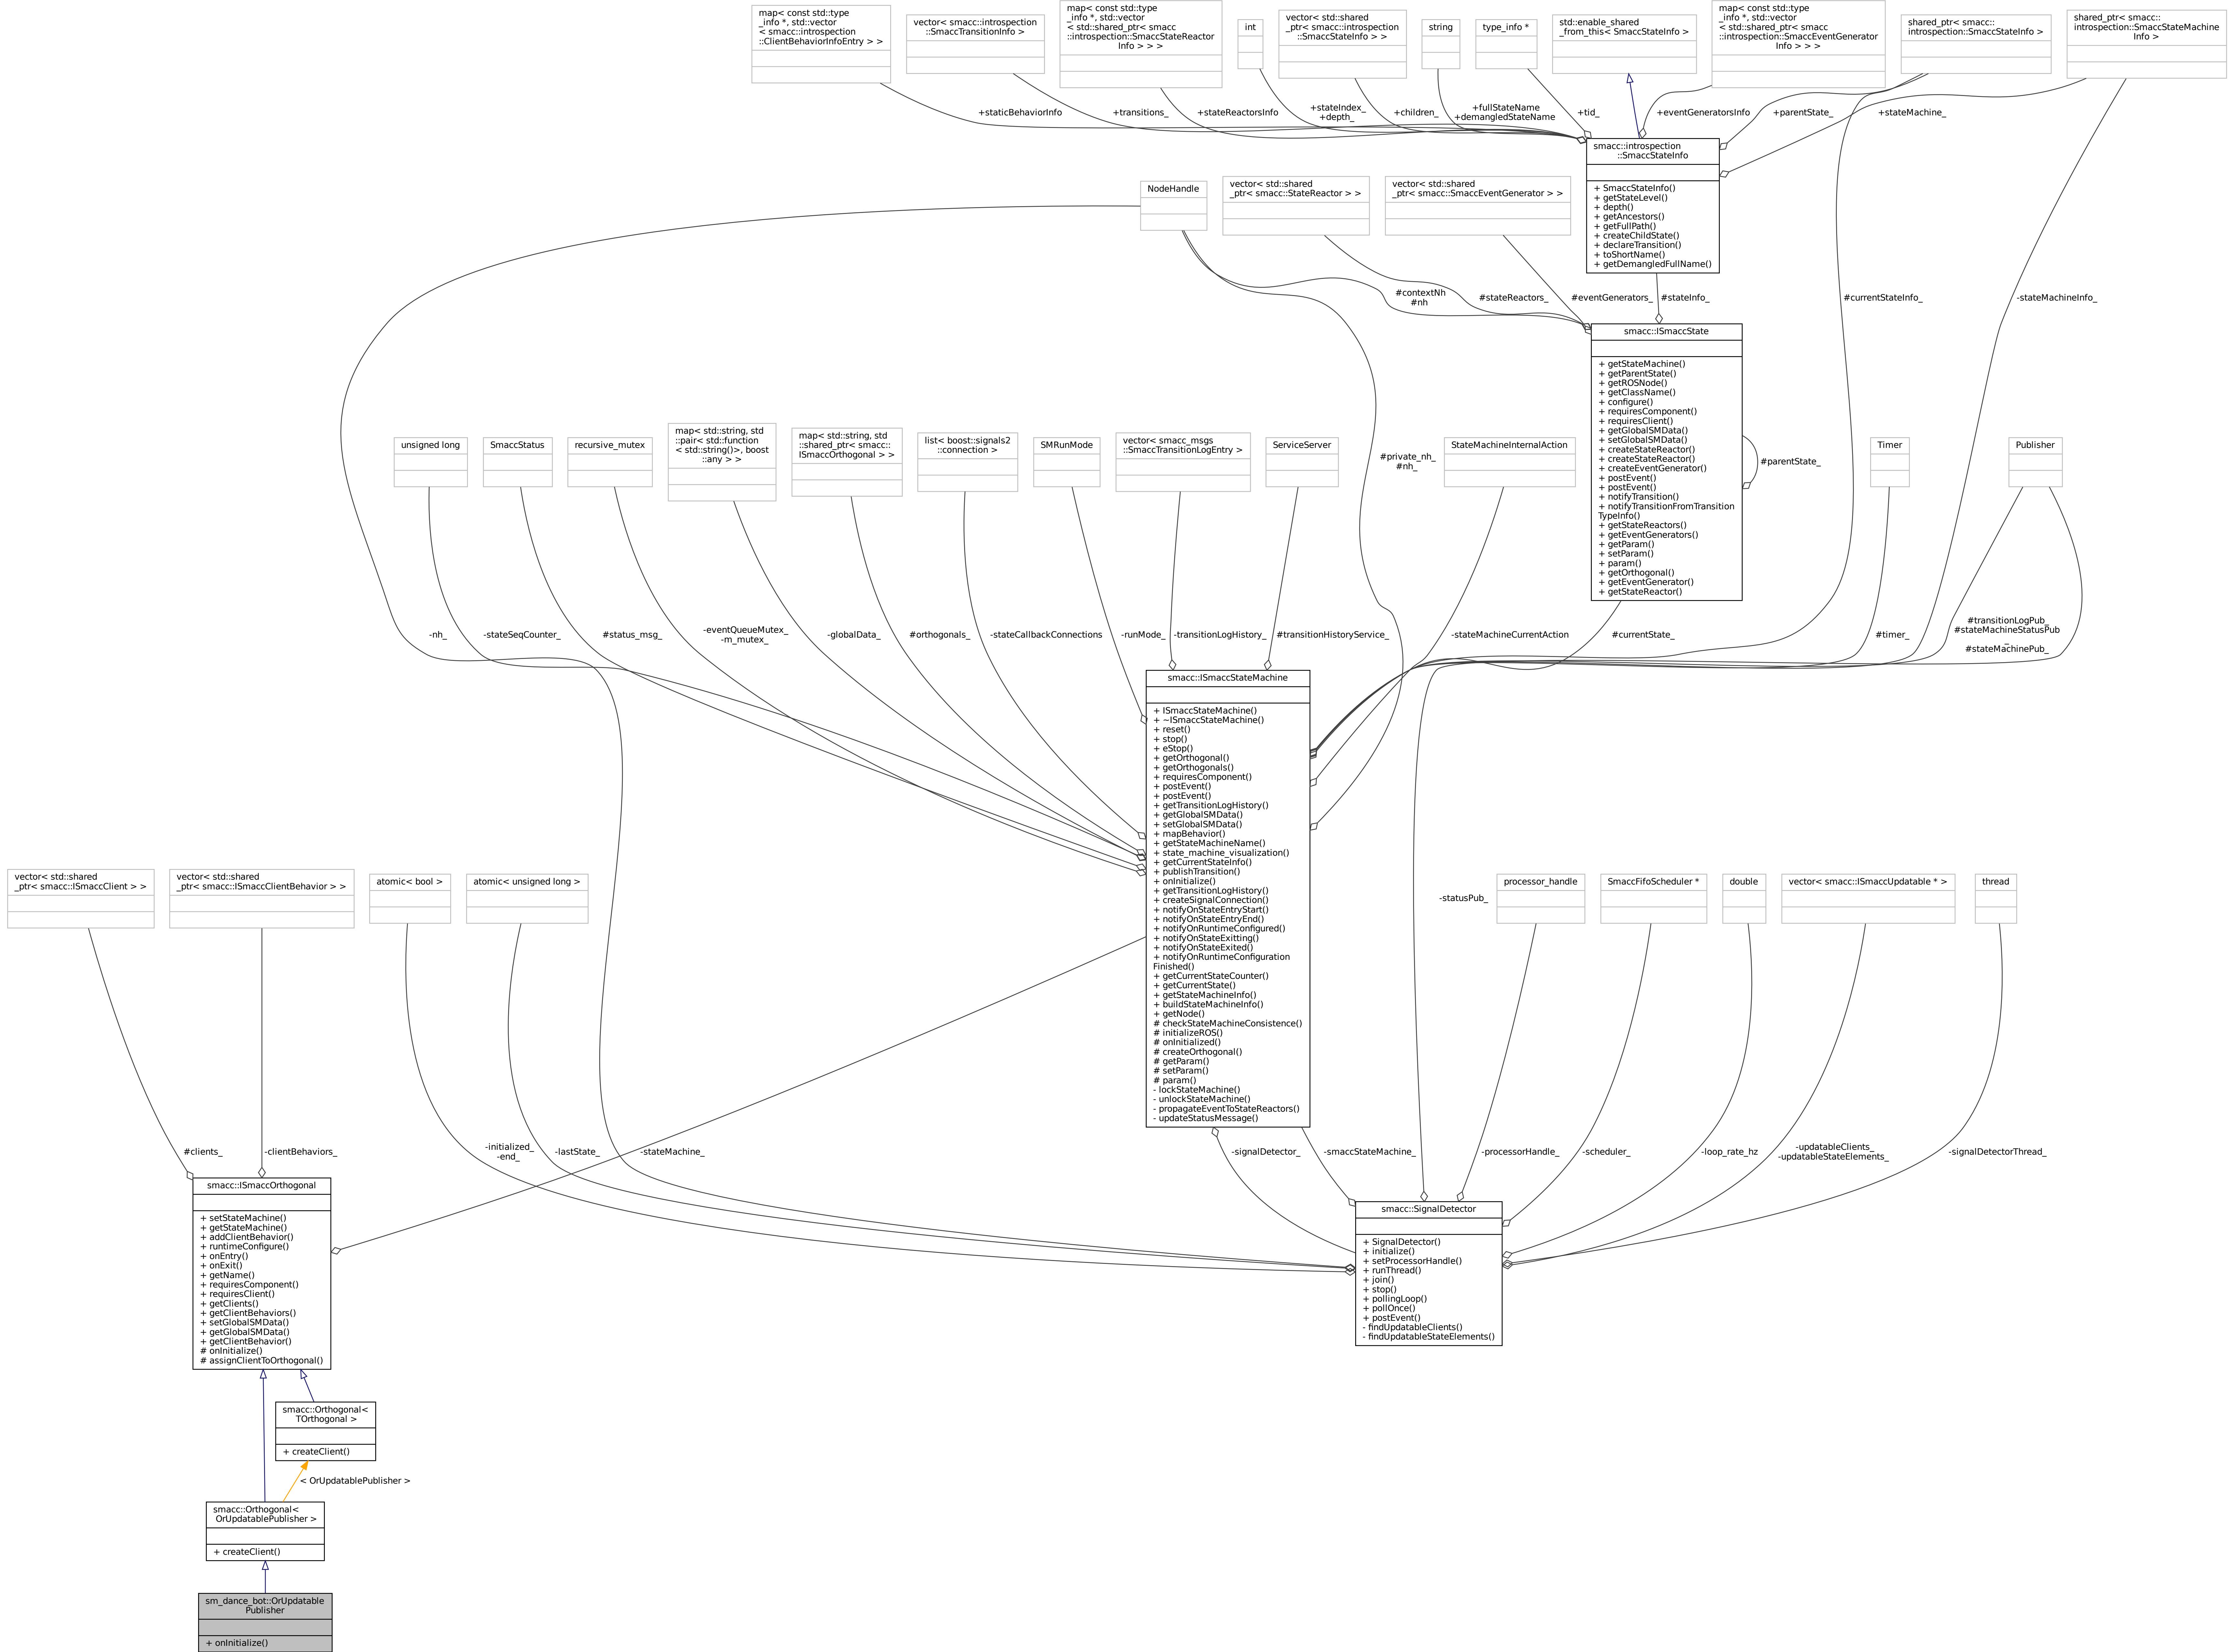 map< const std::type
_info *, std::vector
< smacc::introspection
::ClientBehaviorInfoEntry > >
vector< smacc::introspection
::SmaccTransitionInfo >
map< const std::type
_info *, std::vector
< std::shared_ptr< smacc
::introspection::SmaccStateReactor
Info > > >
int
vector< std::shared
_ptr< smacc::introspection
::SmaccStateInfo > >
string
type_info *
std::enable_shared
_from_this< SmaccStateInfo >
map< const std::type
_info *, std::vector
< std::shared_ptr< smacc
::introspection::SmaccEventGenerator
Info > > >
shared_ptr< smacc::
introspection::SmaccStateInfo >
shared_ptr< smacc::
introspection::SmaccStateMachine
Info >
+staticBehaviorInfo
+transitions_
+stateReactorsInfo
+stateIndex_
+depth_
+children_
+fullStateName
+demangledStateName
+tid_
+eventGeneratorsInfo
+parentState_
+stateMachine_
smacc::introspection
::SmaccStateInfo
+ SmaccStateInfo()
+ getStateLevel()
+ depth()
+ getAncestors()
+ getFullPath()
+ createChildState()
+ declareTransition()
+ toShortName()
+ getDemangledFullName()
NodeHandle
vector< std::shared
_ptr< smacc::StateReactor > >
vector< std::shared
_ptr< smacc::SmaccEventGenerator > >
#contextNh
#nh
#stateReactors_
#eventGenerators_
#stateInfo_
#currentStateInfo_
-stateMachineInfo_
smacc::ISmaccState
+ getStateMachine()
+ getParentState()
+ getROSNode()
+ getClassName()
+ configure()
+ requiresComponent()
+ requiresClient()
+ getGlobalSMData()
+ setGlobalSMData()
+ createStateReactor()
+ createStateReactor()
+ createEventGenerator()
+ postEvent()
+ postEvent()
+ notifyTransition()
+ notifyTransitionFromTransition
TypeInfo()
+ getStateReactors()
+ getEventGenerators()
+ getParam()
+ setParam()
+ param()
+ getOrthogonal()
+ getEventGenerator()
+ getStateReactor()
#parentState_
unsigned long
SmaccStatus
recursive_mutex
map< std::string, std
::pair< std::function
< std::string()>, boost
::any > >
map< std::string, std
::shared_ptr< smacc::
ISmaccOrthogonal > >
list< boost::signals2
::connection >
SMRunMode
vector< smacc_msgs
::SmaccTransitionLogEntry >
ServiceServer
#private_nh_
#nh_
StateMachineInternalAction
Timer
Publisher
-nh_
-stateSeqCounter_
#status_msg_
-eventQueueMutex_
-m_mutex_
-globalData_
#orthogonals_
-stateCallbackConnections
-runMode_
-transitionLogHistory_
#transitionHistoryService_
-stateMachineCurrentAction
#currentState_
#timer_
#transitionLogPub_
#stateMachineStatusPub
_
#stateMachinePub_
smacc::ISmaccStateMachine
+ ISmaccStateMachine()
+ ~ISmaccStateMachine()
+ reset()
+ stop()
+ eStop()
+ getOrthogonal()
+ getOrthogonals()
+ requiresComponent()
+ postEvent()
+ postEvent()
+ getTransitionLogHistory()
+ getGlobalSMData()
+ setGlobalSMData()
+ mapBehavior()
+ getStateMachineName()
+ state_machine_visualization()
+ getCurrentStateInfo()
+ publishTransition()
+ onInitialize()
+ getTransitionLogHistory()
+ createSignalConnection()
+ notifyOnStateEntryStart()
+ notifyOnStateEntryEnd()
+ notifyOnRuntimeConfigured()
+ notifyOnStateExitting()
+ notifyOnStateExited()
+ notifyOnRuntimeConfiguration
Finished()
+ getCurrentStateCounter()
+ getCurrentState()
+ getStateMachineInfo()
+ buildStateMachineInfo()
+ getNode()
# checkStateMachineConsistence()
# initializeROS()
# onInitialized()
# createOrthogonal()
# getParam()
# setParam()
# param()
- lockStateMachine()
- unlockStateMachine()
- propagateEventToStateReactors()
- updateStatusMessage()
vector< std::shared
_ptr< smacc::ISmaccClient > >
vector< std::shared
_ptr< smacc::ISmaccClientBehavior > >
atomic< bool >
atomic< unsigned long >
-statusPub_
processor_handle
SmaccFifoScheduler *
double
vector< smacc::ISmaccUpdatable * >
thread
#clients_
-clientBehaviors_
-initialized_
-end_
-lastState_
-stateMachine_
-signalDetector_
-smaccStateMachine_
-processorHandle_
-scheduler_
-loop_rate_hz
-updatableClients_
-updatableStateElements_
-signalDetectorThread_
smacc::ISmaccOrthogonal
+ setStateMachine()
+ getStateMachine()
+ addClientBehavior()
+ runtimeConfigure()
+ onEntry()
+ onExit()
+ getName()
+ requiresComponent()
+ requiresClient()
+ getClients()
+ getClientBehaviors()
+ setGlobalSMData()
+ getGlobalSMData()
+ getClientBehavior()
# onInitialize()
# assignClientToOrthogonal()
smacc::SignalDetector
+ SignalDetector()
+ initialize()
+ setProcessorHandle()
+ runThread()
+ join()
+ stop()
+ pollingLoop()
+ pollOnce()
+ postEvent()
- findUpdatableClients()
- findUpdatableStateElements()
smacc::Orthogonal<
TOrthogonal >
+ createClient()
< OrUpdatablePublisher >
smacc::Orthogonal<
OrUpdatablePublisher >
+ createClient()
sm_dance_bot::OrUpdatable
Publisher
+ onInitialize()